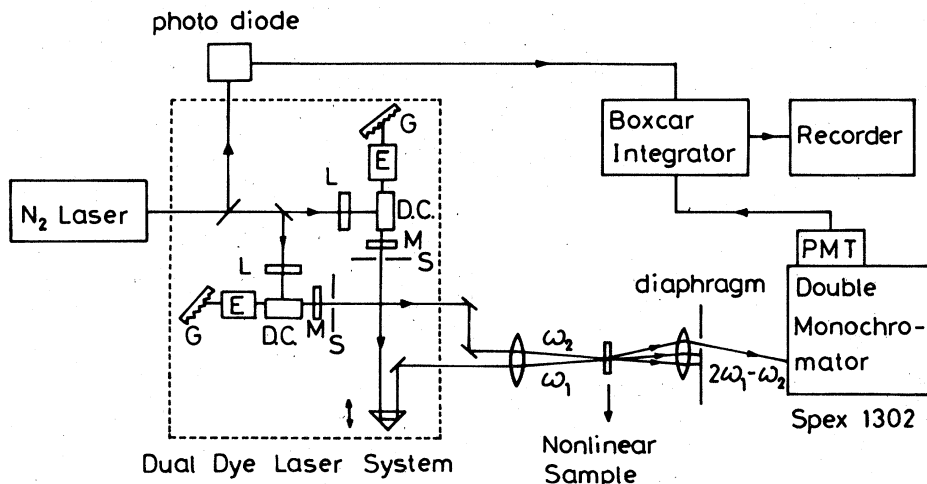 photo diode
G
E
L
D.C.
M
S
N₂ Laser
L
G
E
D.C.
M
S
Boxcar
Integrator
Recorder
PMT
Double
Monochro-
mator
Spex 1302
diaphragm
ω₂
ω₁
2ω₁-ω₂
Nonlinear
Sample
Dual Dye Laser System